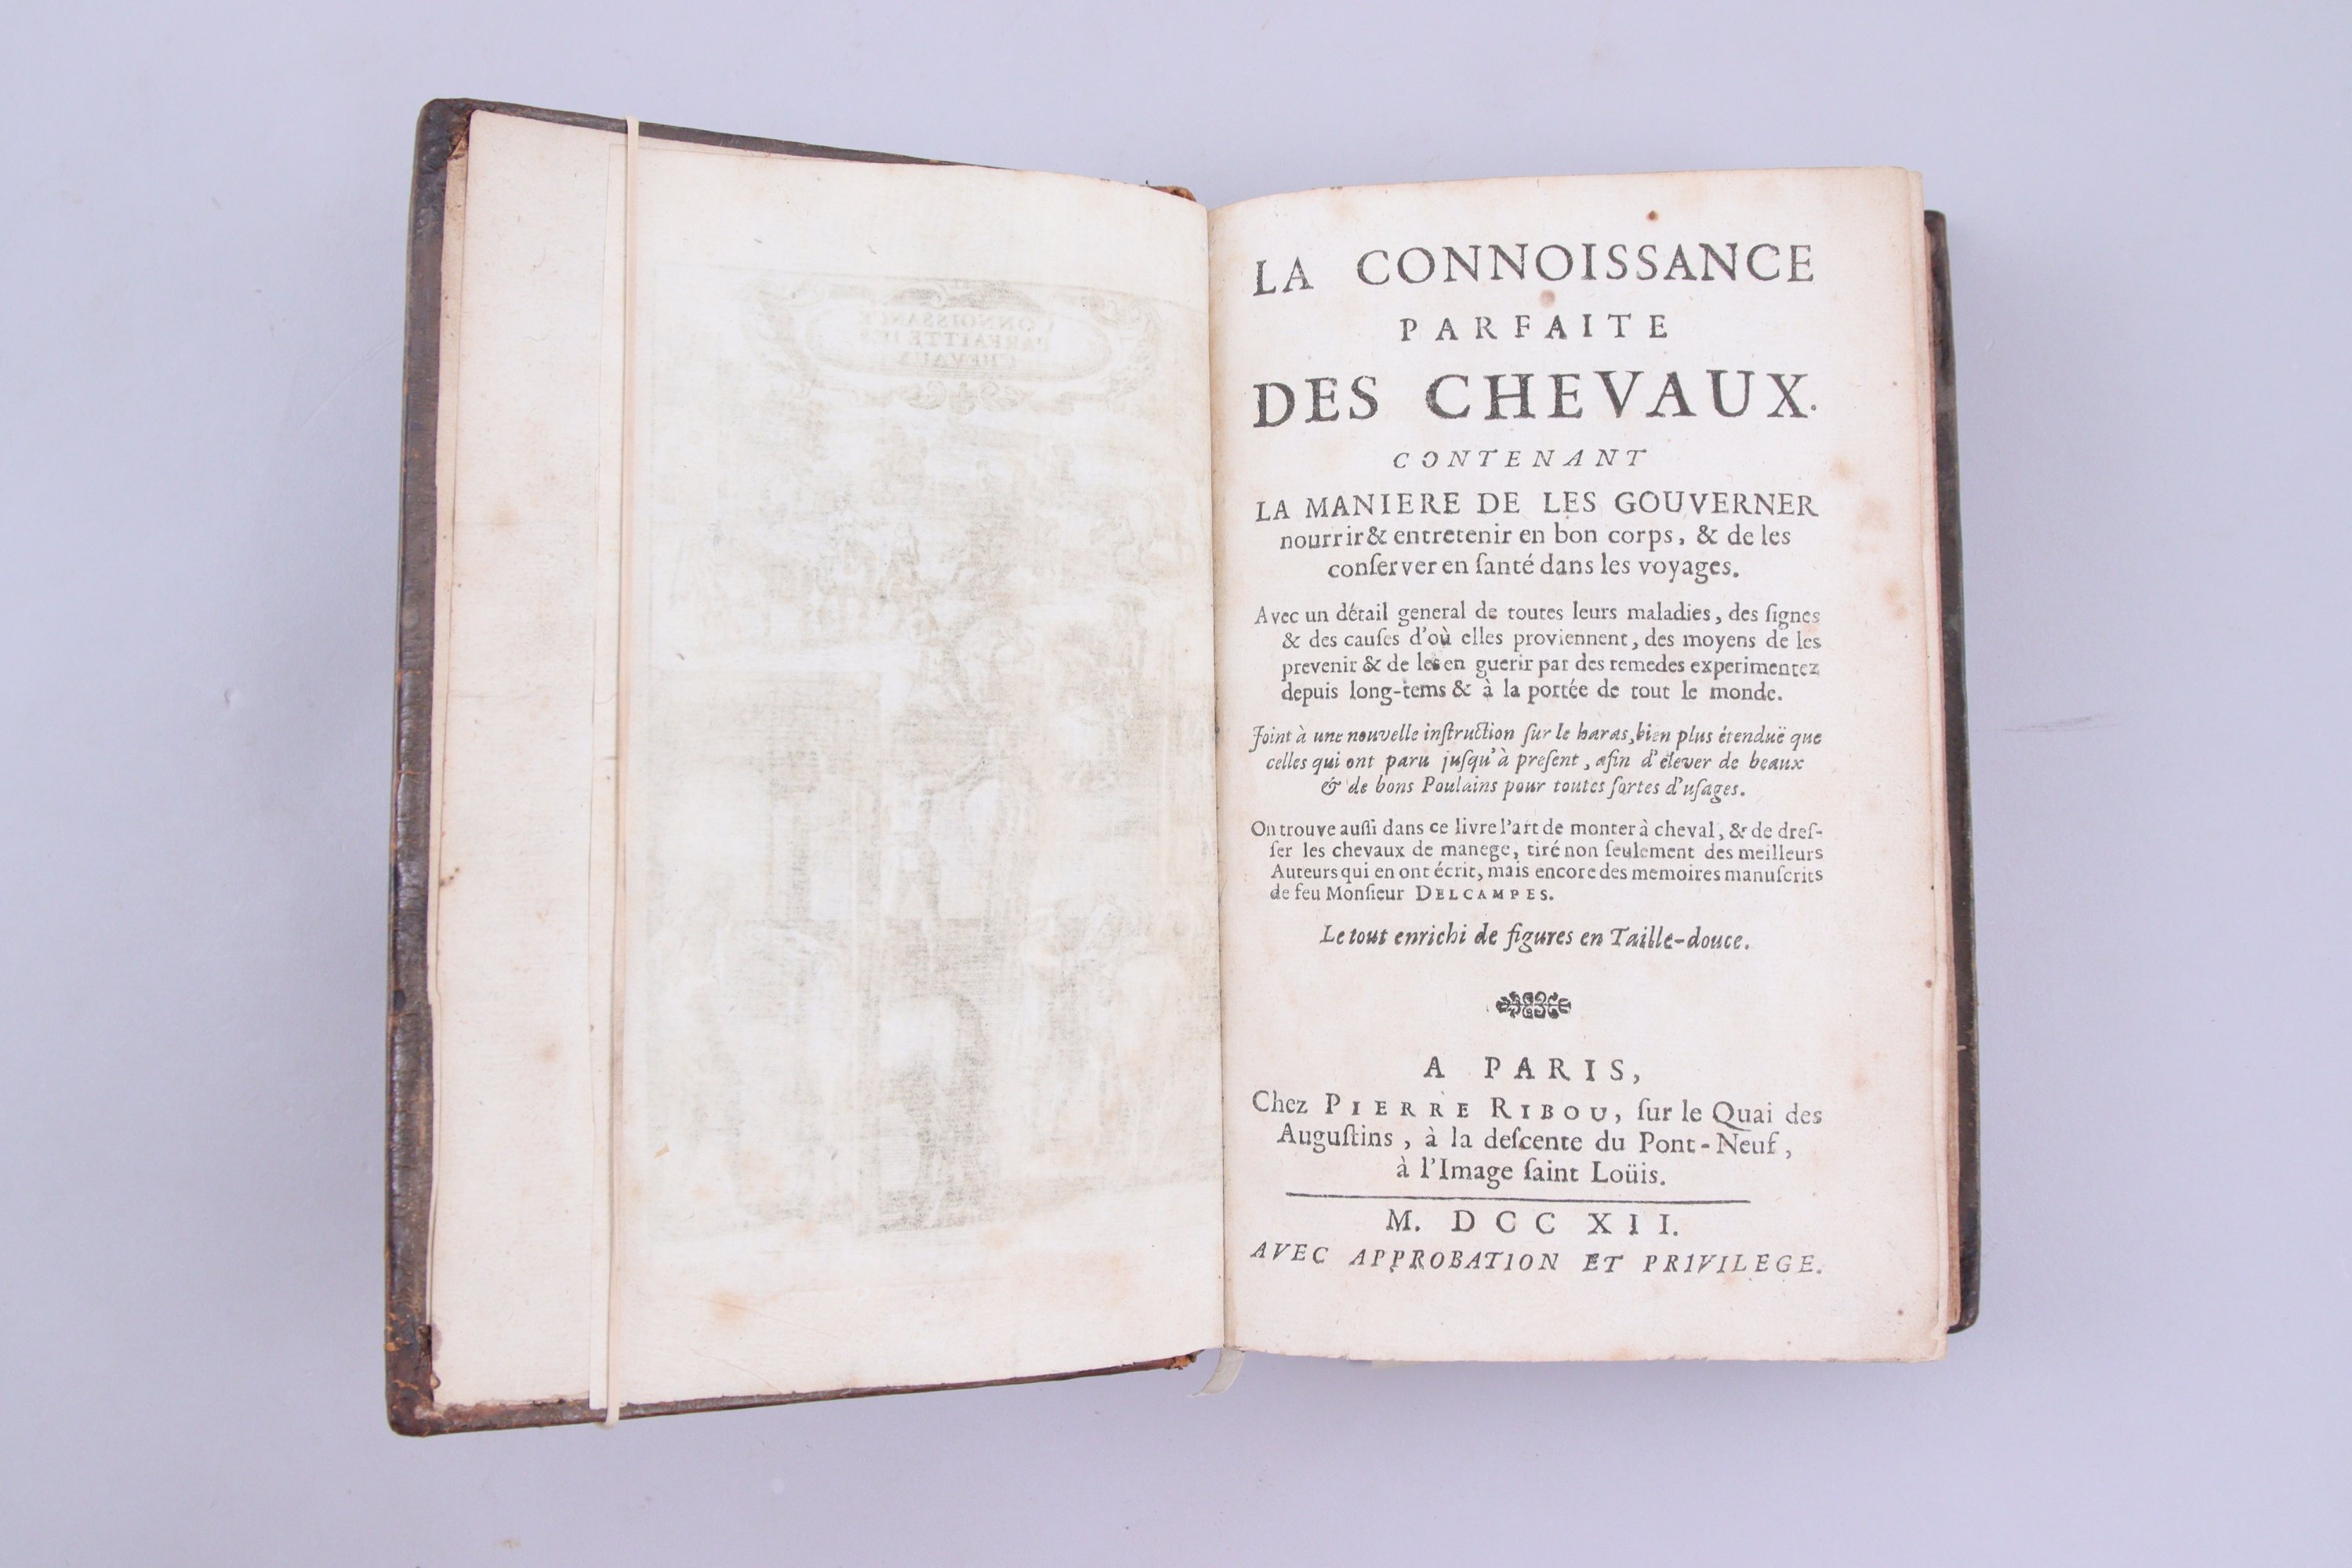 CONNOISSANCE
PARFAITTE DES
CHEVAUX
LA CONNOISSANCE
PARFAITE
DES CHEVAUX.
CONTENANT
LA MANIERE DE LES GOUVERNER
nourrir & entretenir en bon corps, & de les
conſerver en ſanté dans les voyages.
Avec un détail general de toutes leurs maladies, des ſignes
& des cauſes d'où elles proviennent, des moyens de les
prevenir & de les en guerir par des remedes experimentez
depuis long-tems & à la portée de tout le monde.
Joint à une nouvelle inſtruction ſur le haras, bien plus étenduë que
celles qui ont paru juſqu'à preſent, afin d'élever de beaux
& de bons Poulains pour toutes ſortes d'uſages.
On trouve auſſi dans ce livre l'art de monter à cheval, & de dreſ-
ſer les chevaux de manege, tiré non ſeulement des meilleurs
Auteurs qui en ont écrit, mais encore des memoires manuſcrits
de feu Monſieur DELCAMPES.
Le tout enrichi de figures en Taille-douce.
A PARIS,
Chez PIERRE RIBOU, ſur le Quai des
Auguſtins, à la deſcente du Pont-Neuf,
à l'Image ſaint Loüis.
M. DCC XII.
AVEC APPROBATION ET PRIVILEGE.